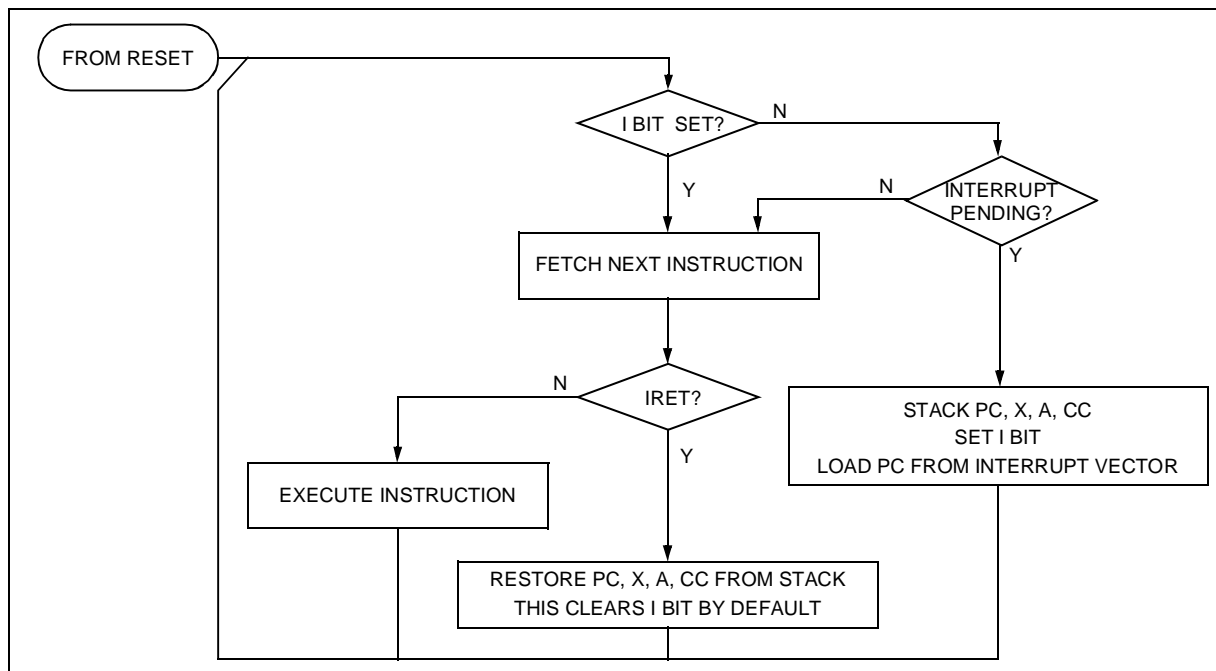 FROM RESET
I BIT SET?
N
Y
N
INTERRUPT
PENDING?
Y
FETCH NEXT INSTRUCTION
N
IRET?
Y
STACK PC, X, A, CC
SET I BIT
LOAD PC FROM INTERRUPT VECTOR
EXECUTE INSTRUCTION
RESTORE PC, X, A, CC FROM STACK
THIS CLEARS I BIT BY DEFAULT